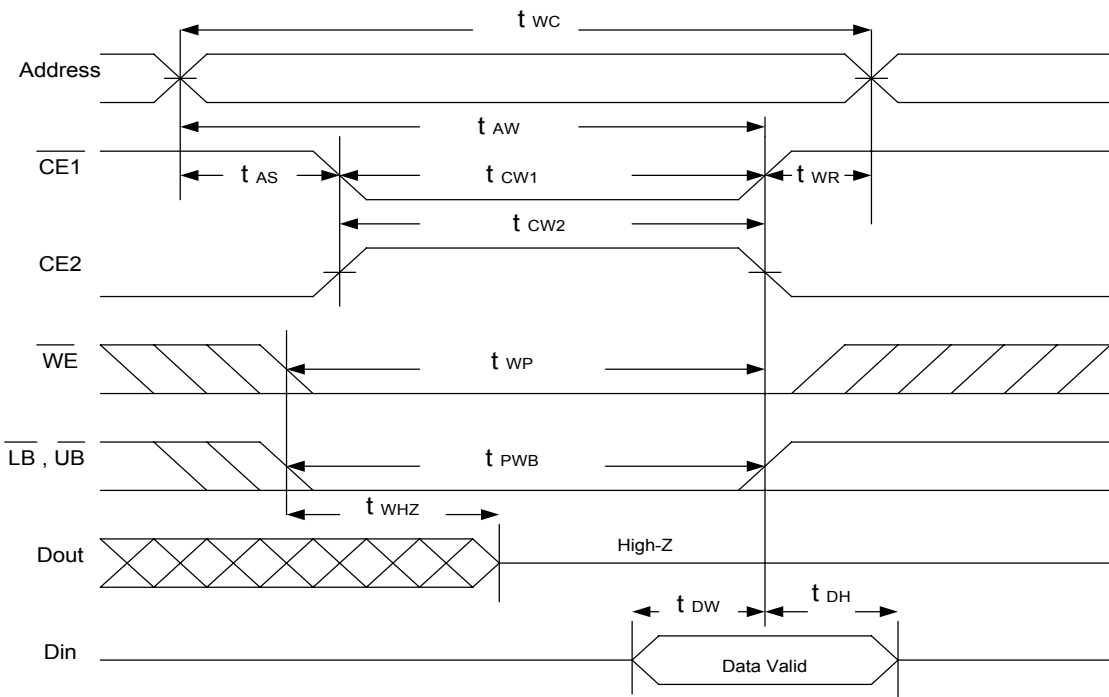 t WC
Address
t AW
CE1
t AS
t CW1
t WR
t CW2
CE2
WE
t WP
LB , UB
t PWB
t WHZ
Dout
High-Z
t DW
t DH
Din
Data Valid